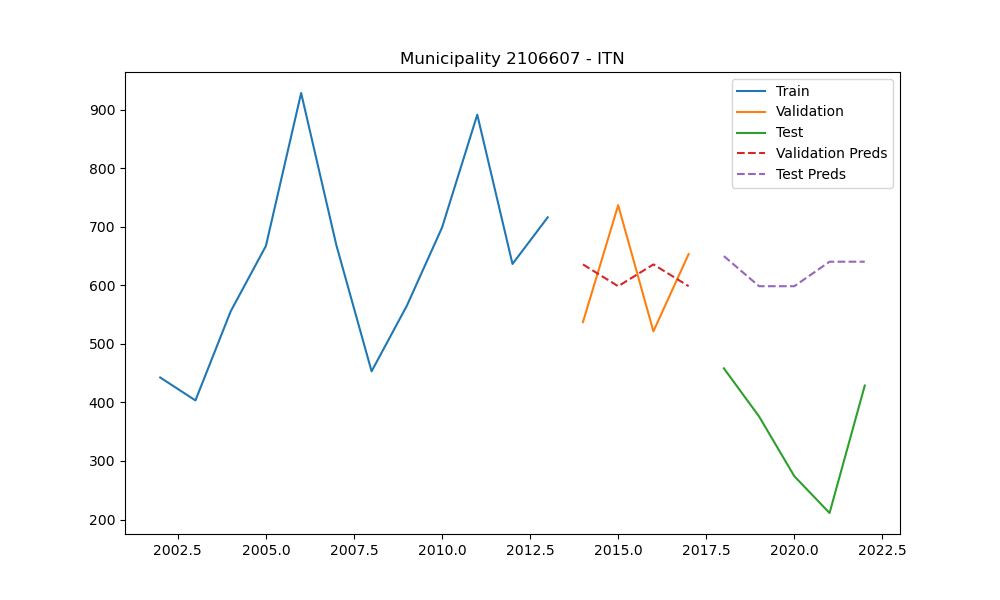 Municipality 2106607 - ITN
Train
Validation
Test
Validation Preds
Test Preds
900
800
700
600
500
400
300
200
2002.5 2005.0 2007.5 2010.0 2012.5 2015.0 2017.5 2020.0 2022.5